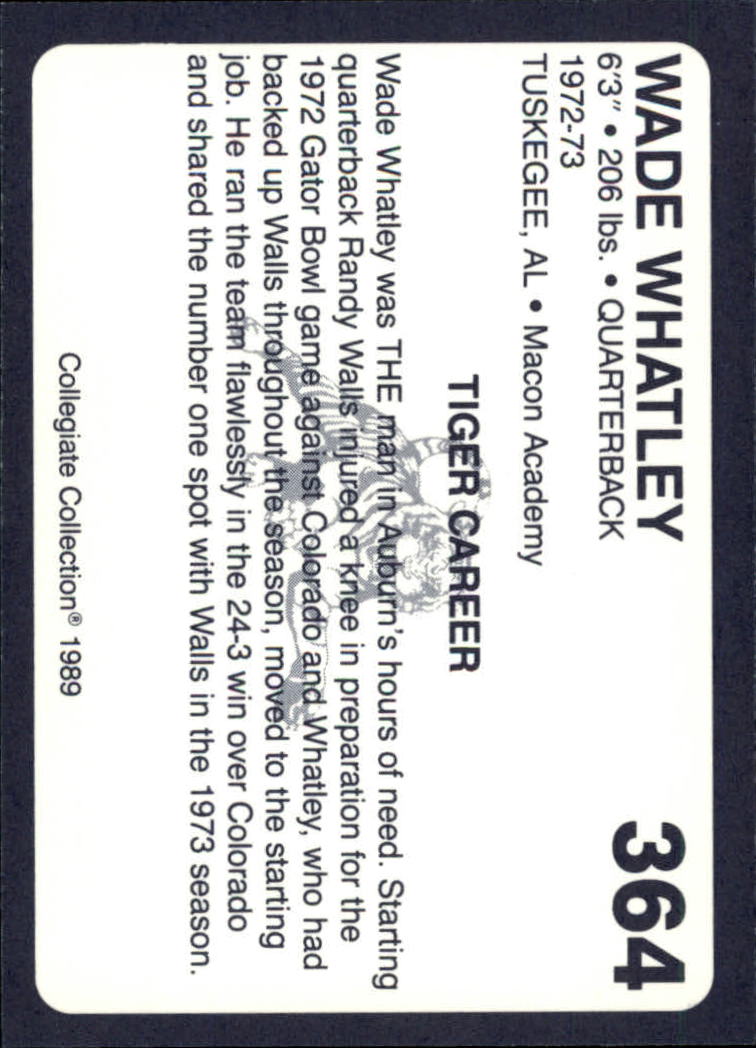 WADE WHATLEY 364
6'3" • 206 lbs. • QUARTERBACK
1972-73
TUSKEGEE, AL • Macon Academy
TIGER CAREER
Wade Whatley was THE man in Auburn's hours of need. Starting
quarterback Randy Walls injured a knee in preparation for the
1972 Gator Bowl game against Colorado and Whatley, who had
backed up Walls throughout the season, moved to the starting
job. He ran the team flawlessly in the 24-3 win over Colorado
and shared the number one spot with Walls in the 1973 season.
Collegiate Collection® 1989